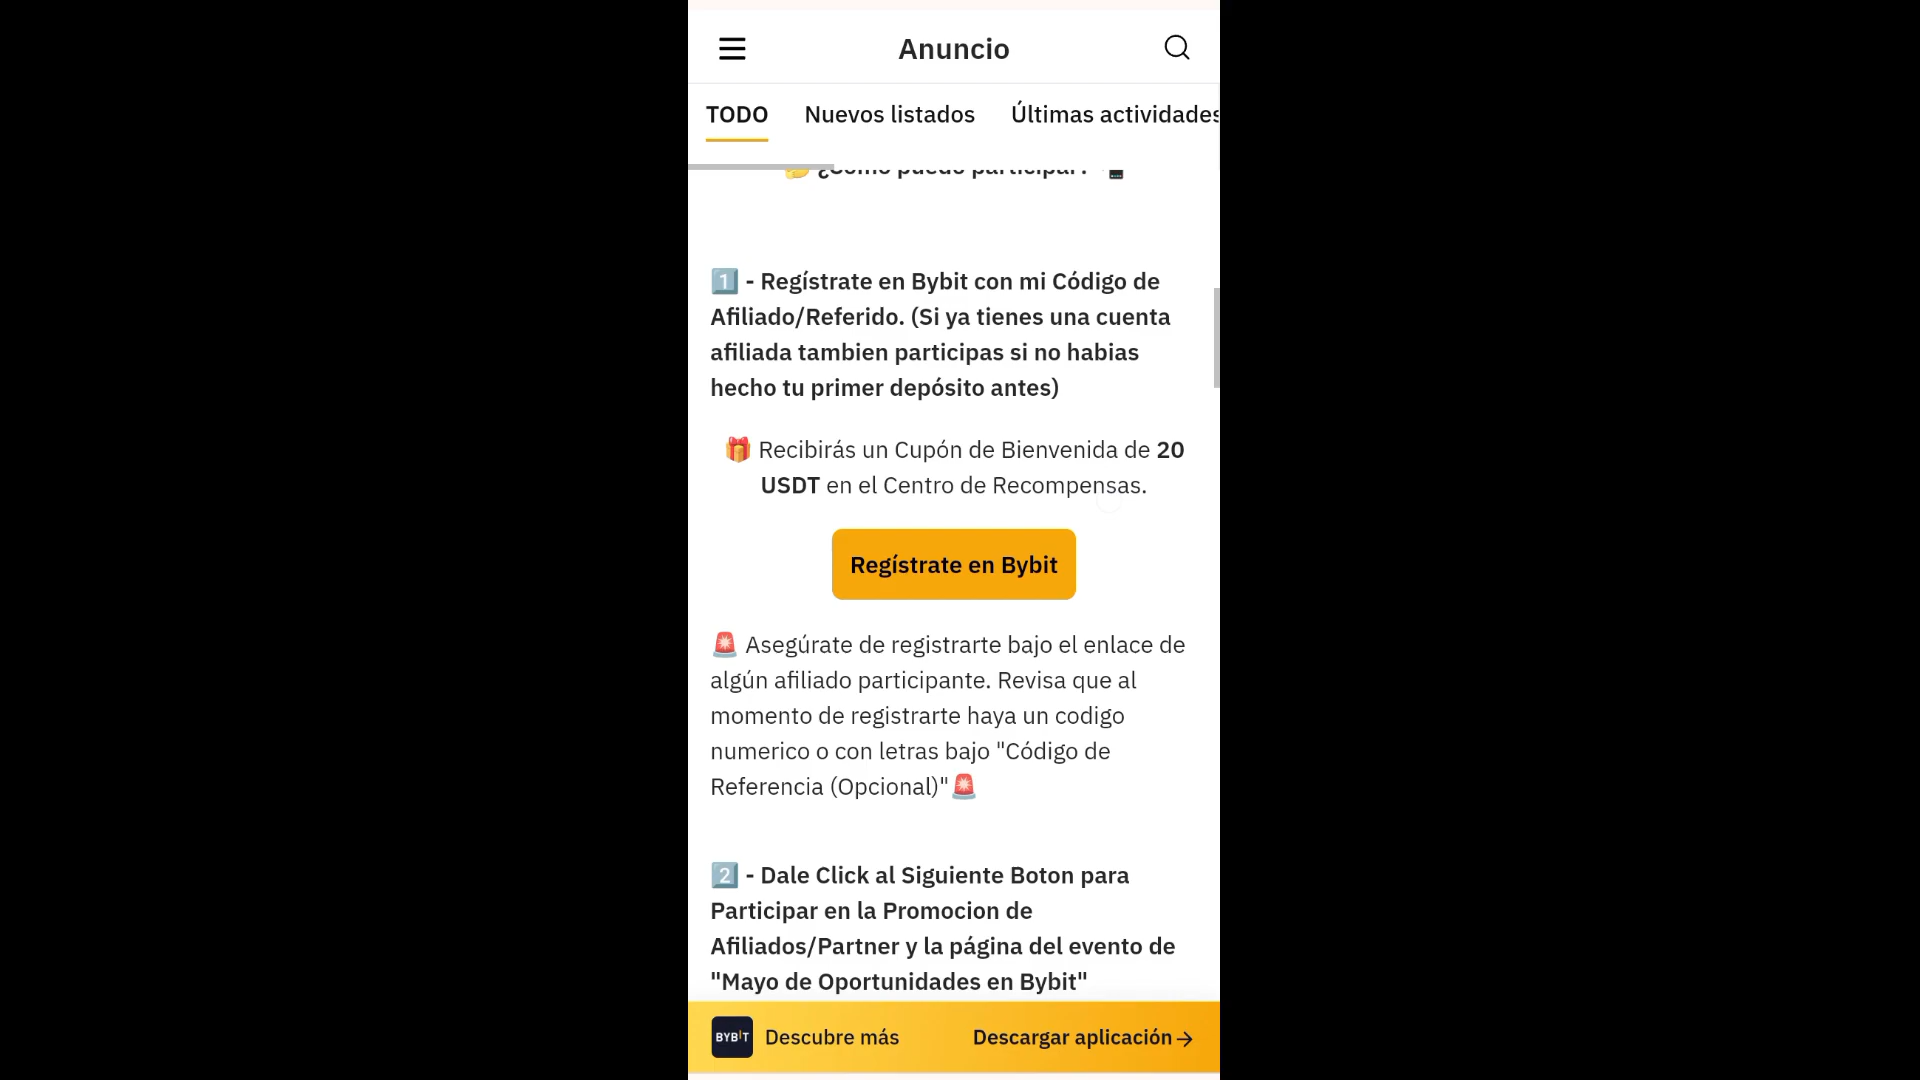 Anuncio
TODO Nuevos listados Últimas actividades
¿Cómo puedo participar?
1 - Regístrate en Bybit con mi Código de
Afiliado/Referido. (Si ya tienes una cuenta
afiliada tambien participas si no habias
hecho tu primer depósito antes)
Recibirás un Cupón de Bienvenida de 20
USDT en el Centro de Recompensas.
Regístrate en Bybit
Asegúrate de registrarte bajo el enlace de
algún afiliado participante. Revisa que al
momento de registrarte haya un codigo
numerico o con letras bajo "Código de
Referencia (Opcional)"
2 - Dale Click al Siguiente Boton para
Participar en la Promocion de
Afiliados/Partner y la página del evento de
"Mayo de Oportunidades en Bybit"
BYBIT Descubre más Descargar aplicación